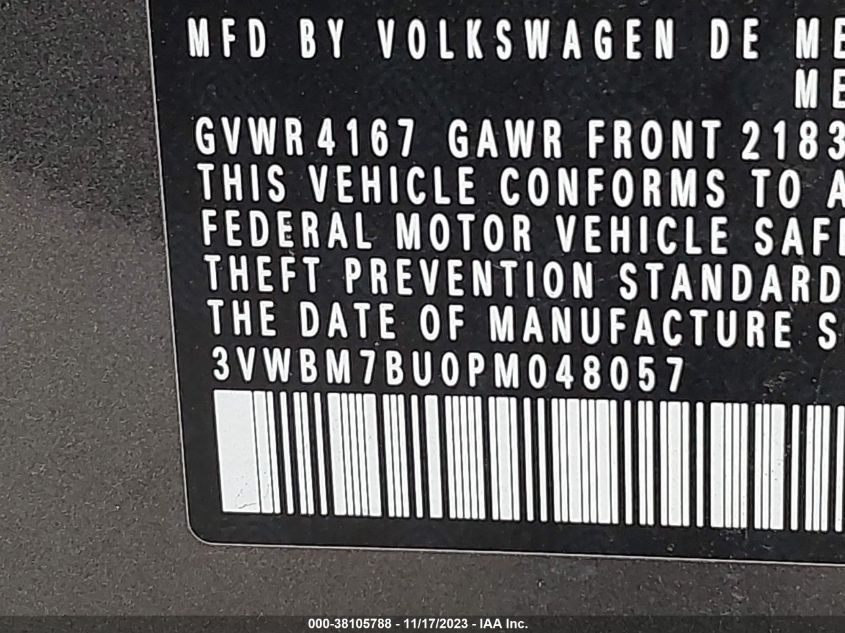 MFD BY VOLKSWAGEN DE ME
ME
GVWR 4167 GAWR FRONT 2183
THIS VEHICLE CONFORMS TO A
FEDERAL MOTOR VEHICLE SAFE
THEFT PREVENTION STANDARD
THE DATE OF MANUFACTURE S
3VWBM7BU0PM048057
000-38105788 - 11/17/2023 - IAA Inc.